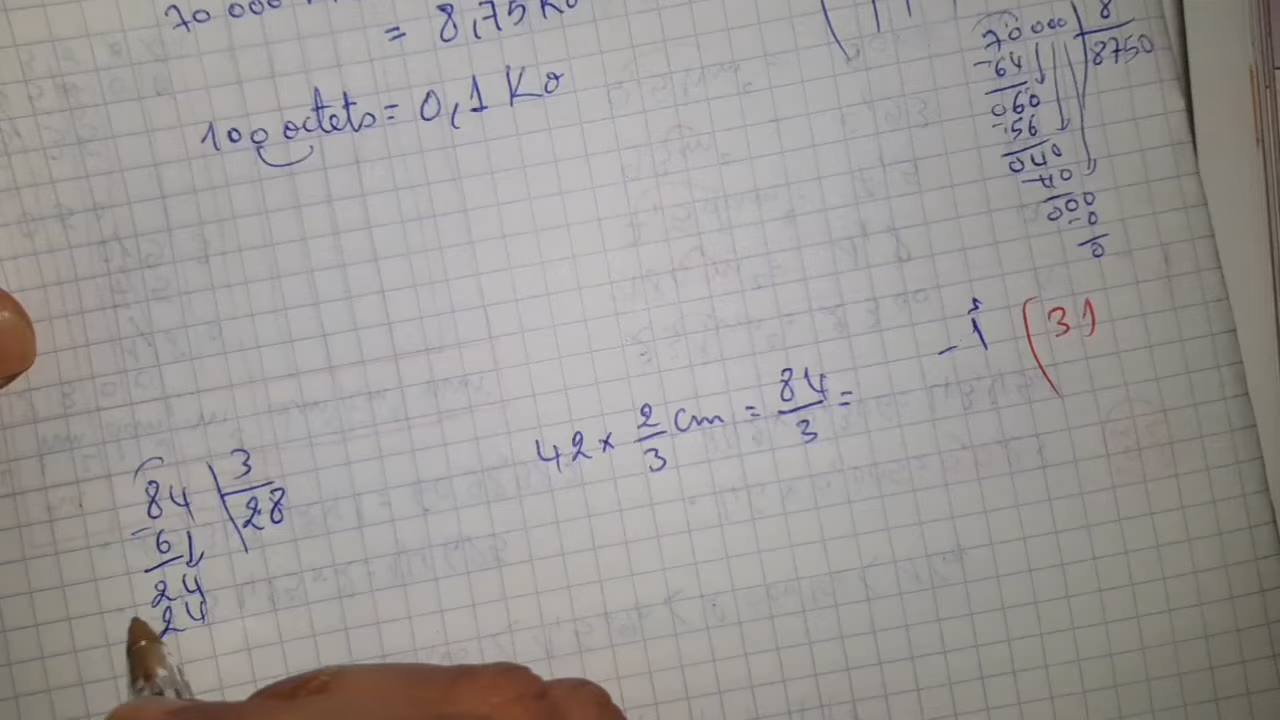 70 000
= 8,75 Ko
100 octets = 0,1 Ko
70 000 | 8
-64 | 8750
060
-56
040
-40
000
-0
0
-1 (31)
42 × 2/3 cm = 84/3 =
84 | 3
-6 | 28
24
24